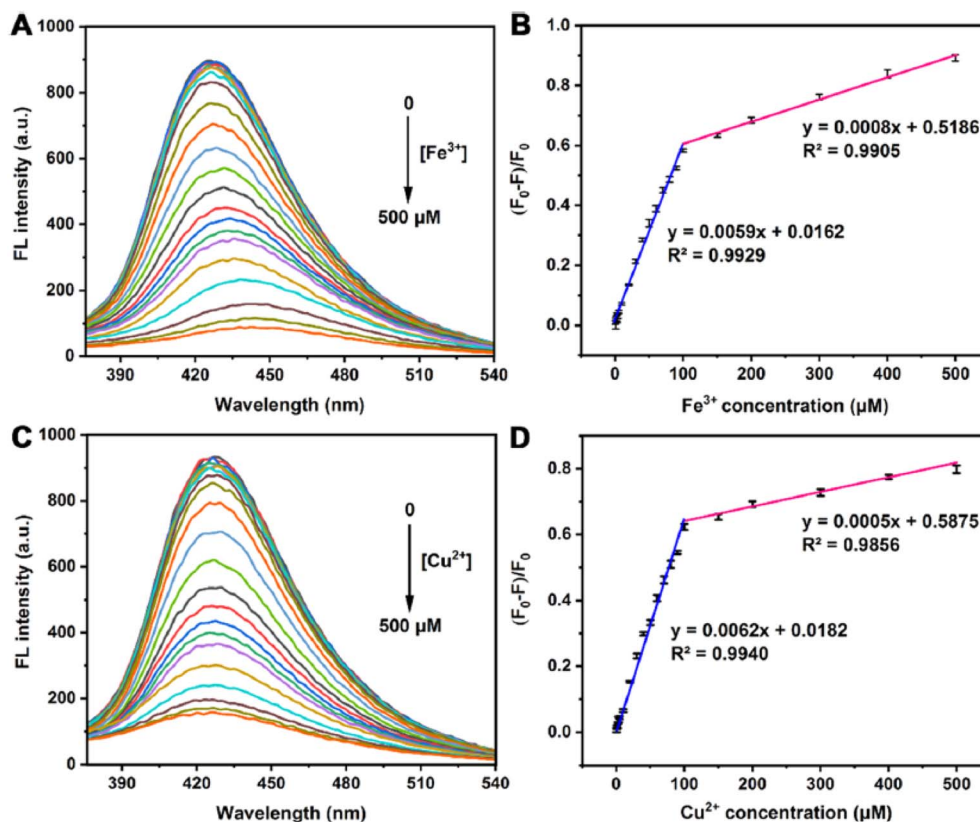 A
1000
800
600
400
200
0
FL intensity (a.u.)
0
[Fe³⁺]
500 μM
390 420 450 480 510 540
Wavelength (nm)
B
1.0
0.8
0.6
0.4
0.2
0.0
(F₀-F)/F₀
y = 0.0008x + 0.5186
R² = 0.9905
y = 0.0059x + 0.0162
R² = 0.9929
0 100 200 300 400 500
Fe³⁺ concentration (μM)
C
1000
800
600
400
200
0
FL intensity (a.u.)
0
[Cu²⁺]
500 μM
390 420 450 480 510 540
Wavelength (nm)
D
0.8
0.6
0.4
0.2
0.0
(F₀-F)/F₀
y = 0.0005x + 0.5875
R² = 0.9856
y = 0.0062x + 0.0182
R² = 0.9940
0 100 200 300 400 500
Cu²⁺ concentration (μM)